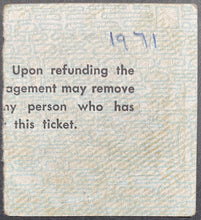 1971
Upon refunding the
agement may remove
ny person who has
this ticket.